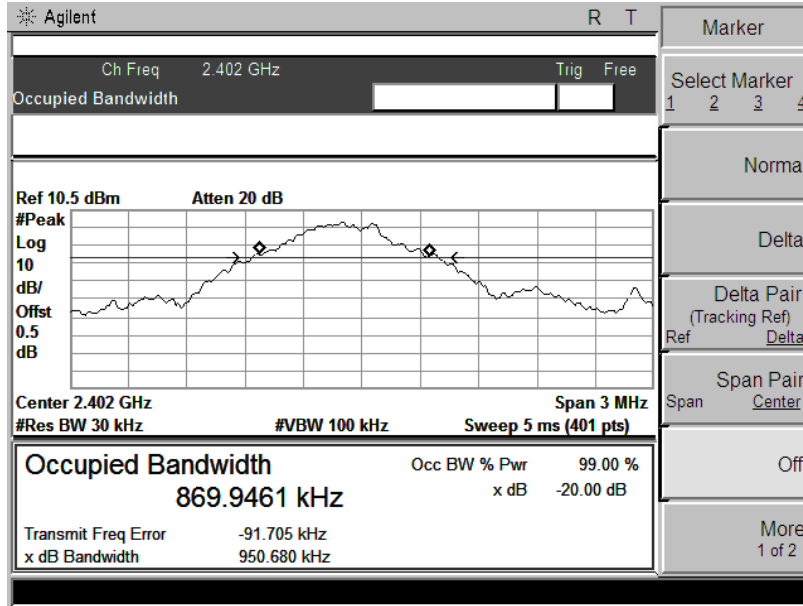 Agilent R T
Ch Freq 2.402 GHz Trig Free
Occupied Bandwidth
Ref 10.5 dBm Atten 20 dB
#Peak
Log
10
dB/
Offst
0.5
dB
Center 2.402 GHz Span 3 MHz
#Res BW 30 kHz #VBW 100 kHz Sweep 5 ms (401 pts)
Occupied Bandwidth Occ BW % Pwr 99.00 %
869.9461 kHz x dB -20.00 dB
Transmit Freq Error -91.705 kHz
x dB Bandwidth 950.680 kHz
Marker
Select Marker
1 2 3 4
Norma
Delta
Delta Pair
(Tracking Ref)
Ref Delta
Span Pair
Span Center
Off
More
1 of 2